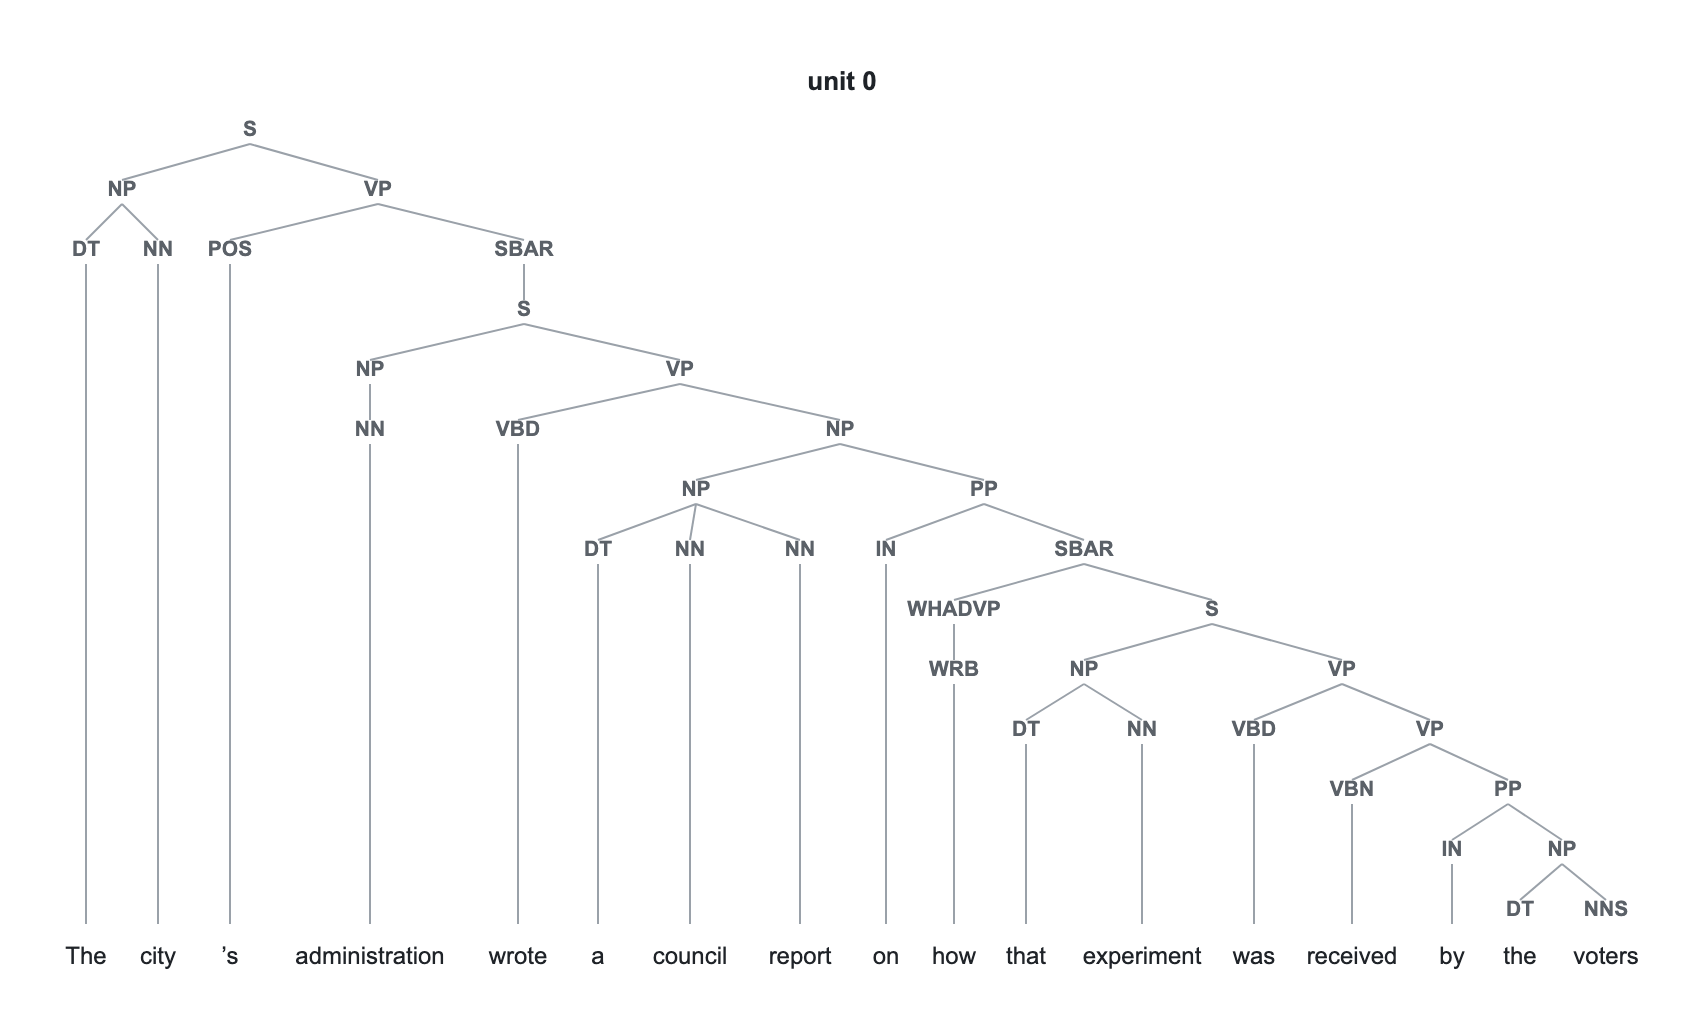 unit 0
S
NP VP
DT NN POS SBAR
S
NP VP
NN VBD NP
NP PP
DT NN NN IN SBAR
WHADVP S
WRB NP VP
DT NN VBD VP
VBN PP
IN NP
DT NNS
The city ’s administration wrote a council report on how that experiment was received by the voters